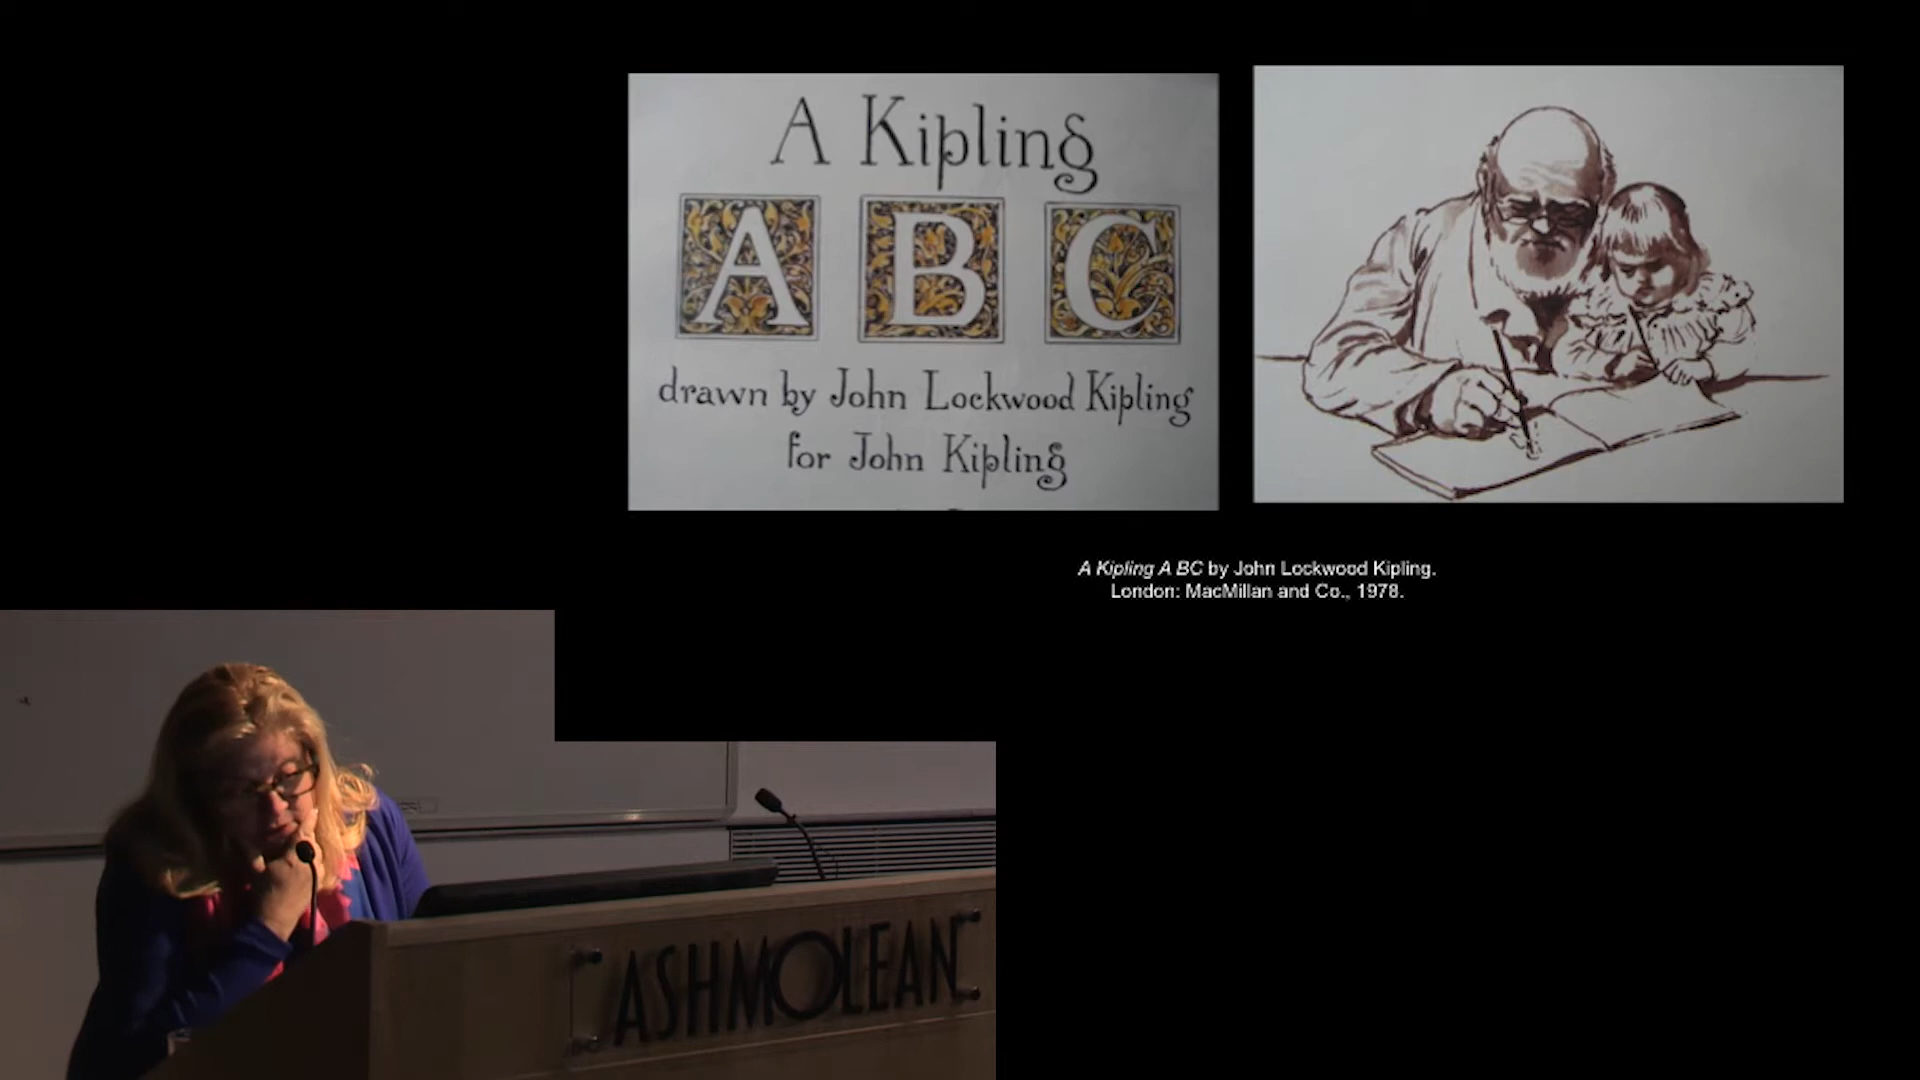 A Kipling
A B C
drawn by John Lockwood Kipling
for John Kipling
A Kipling A BC by John Lockwood Kipling.
London: MacMillan and Co., 1978.
ASHMOLEAN